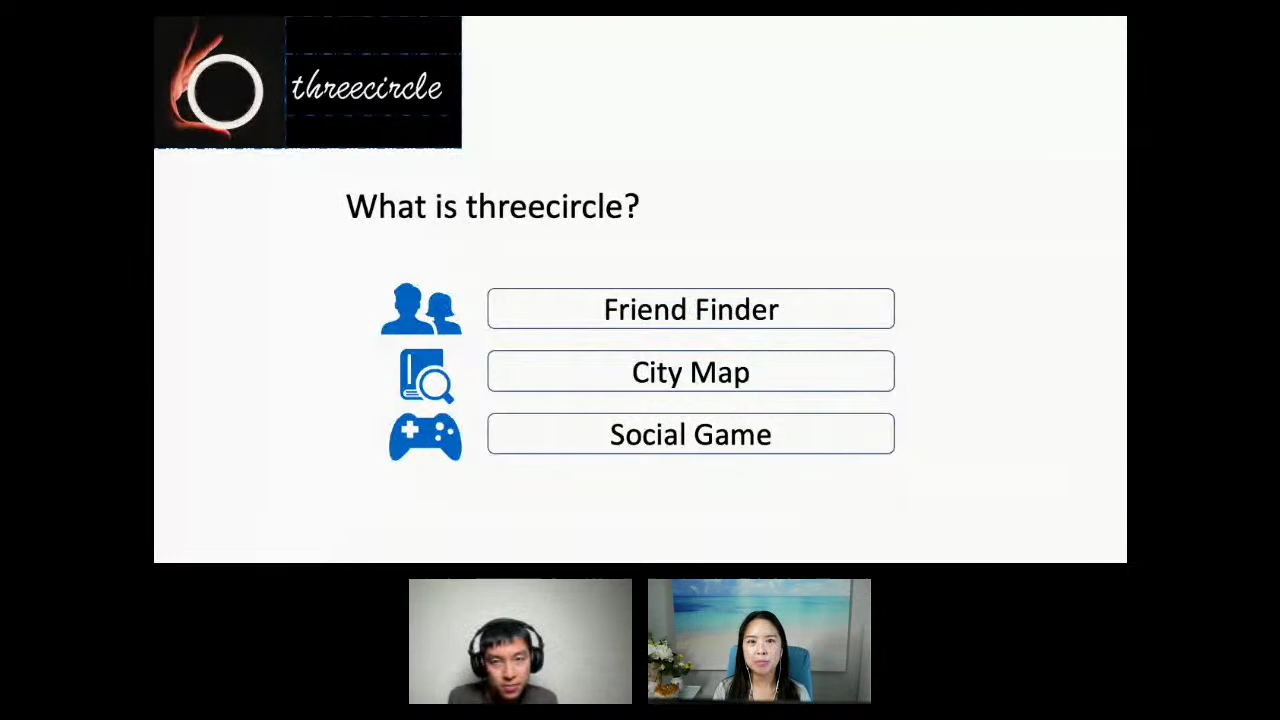 threecircle
What is threecircle?
Friend Finder
City Map
Social Game